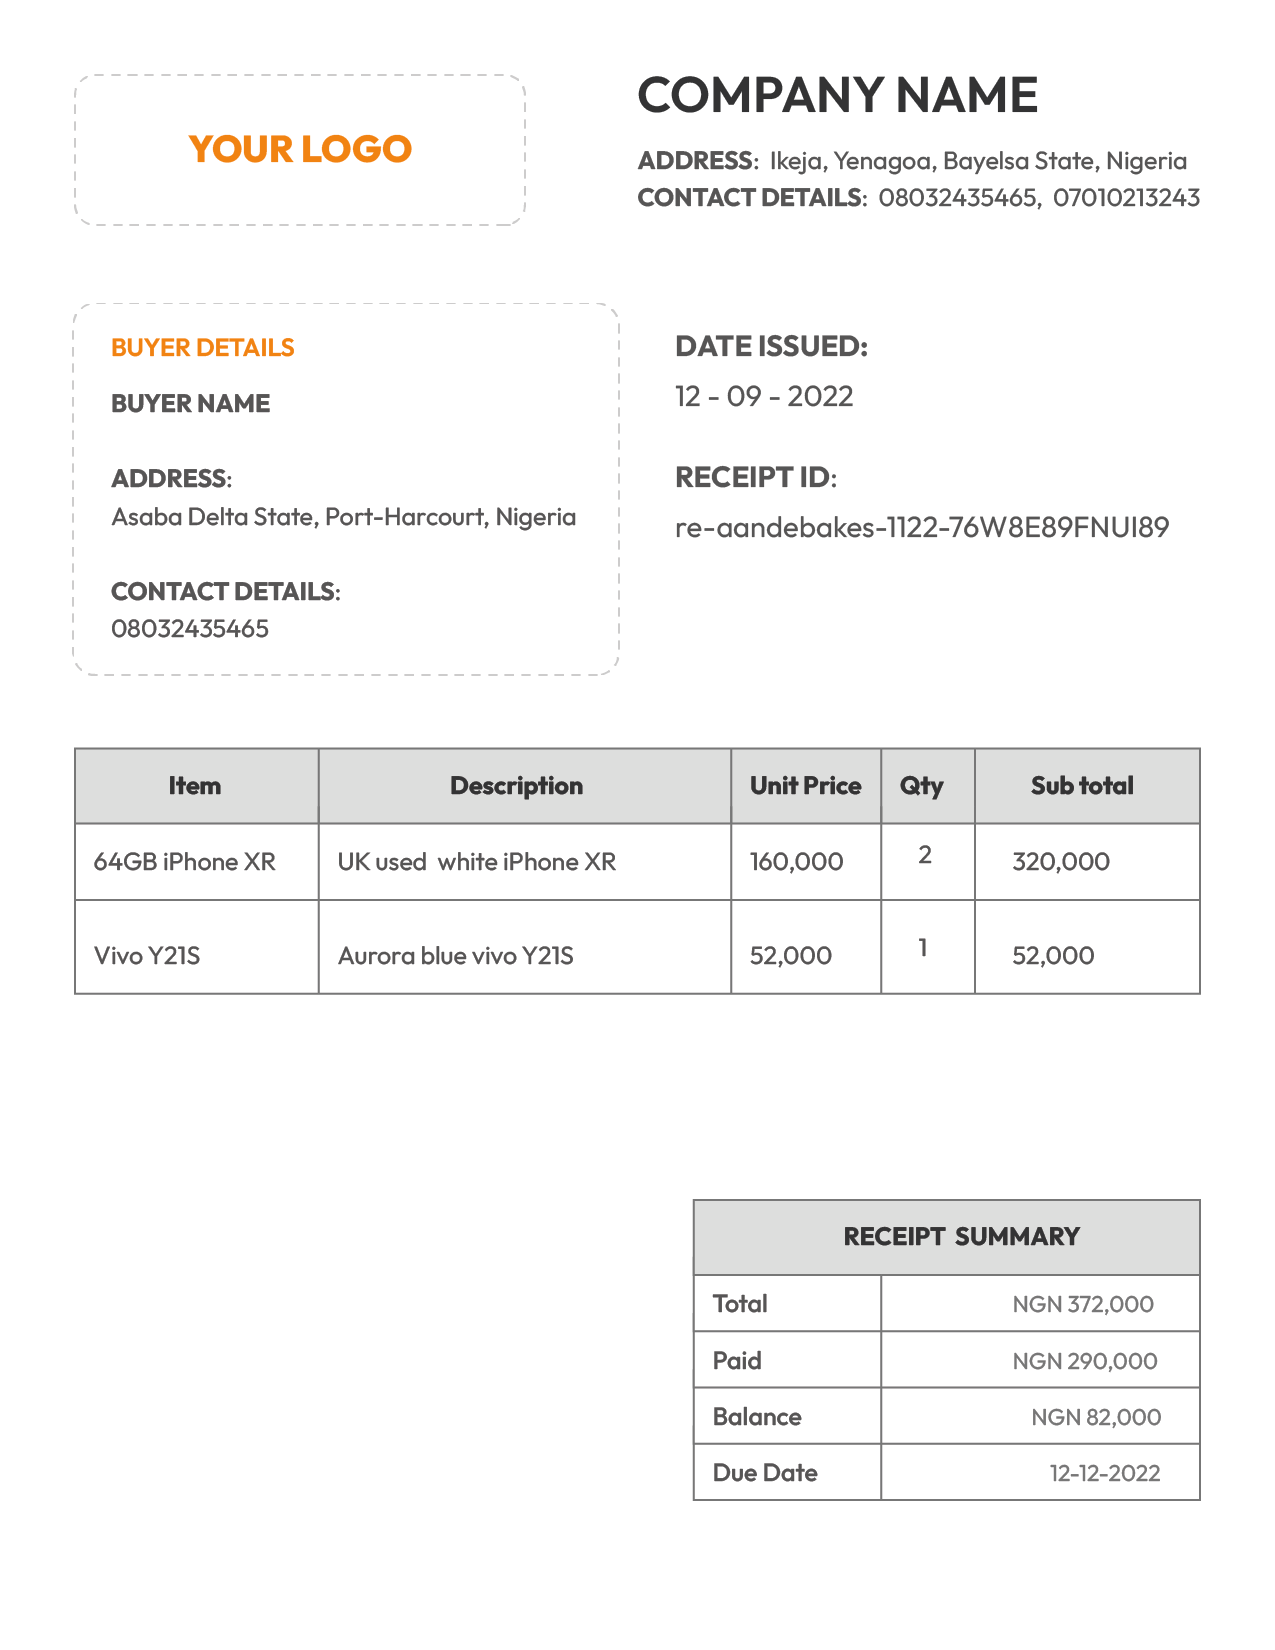 YOUR LOGO
COMPANY NAME
ADDRESS: Ikeja, Yenagoa, Bayelsa State, Nigeria
CONTACT DETAILS: 08032435465, 07010213243
BUYER DETAILS
BUYER NAME
ADDRESS:
Asaba Delta State, Port-Harcourt, Nigeria
CONTACT DETAILS:
08032435465
DATE ISSUED:
12 - 09 - 2022
RECEIPT ID:
re-aandebakes-1122-76W8E89FNUI89
Item Description Unit Price Qty Sub total
64GB iPhone XR UK used white iPhone XR 160,000 2 320,000
Vivo Y21S Aurora blue vivo Y21S 52,000 1 52,000
RECEIPT SUMMARY
Total NGN 372,000
Paid NGN 290,000
Balance NGN 82,000
Due Date 12-12-2022